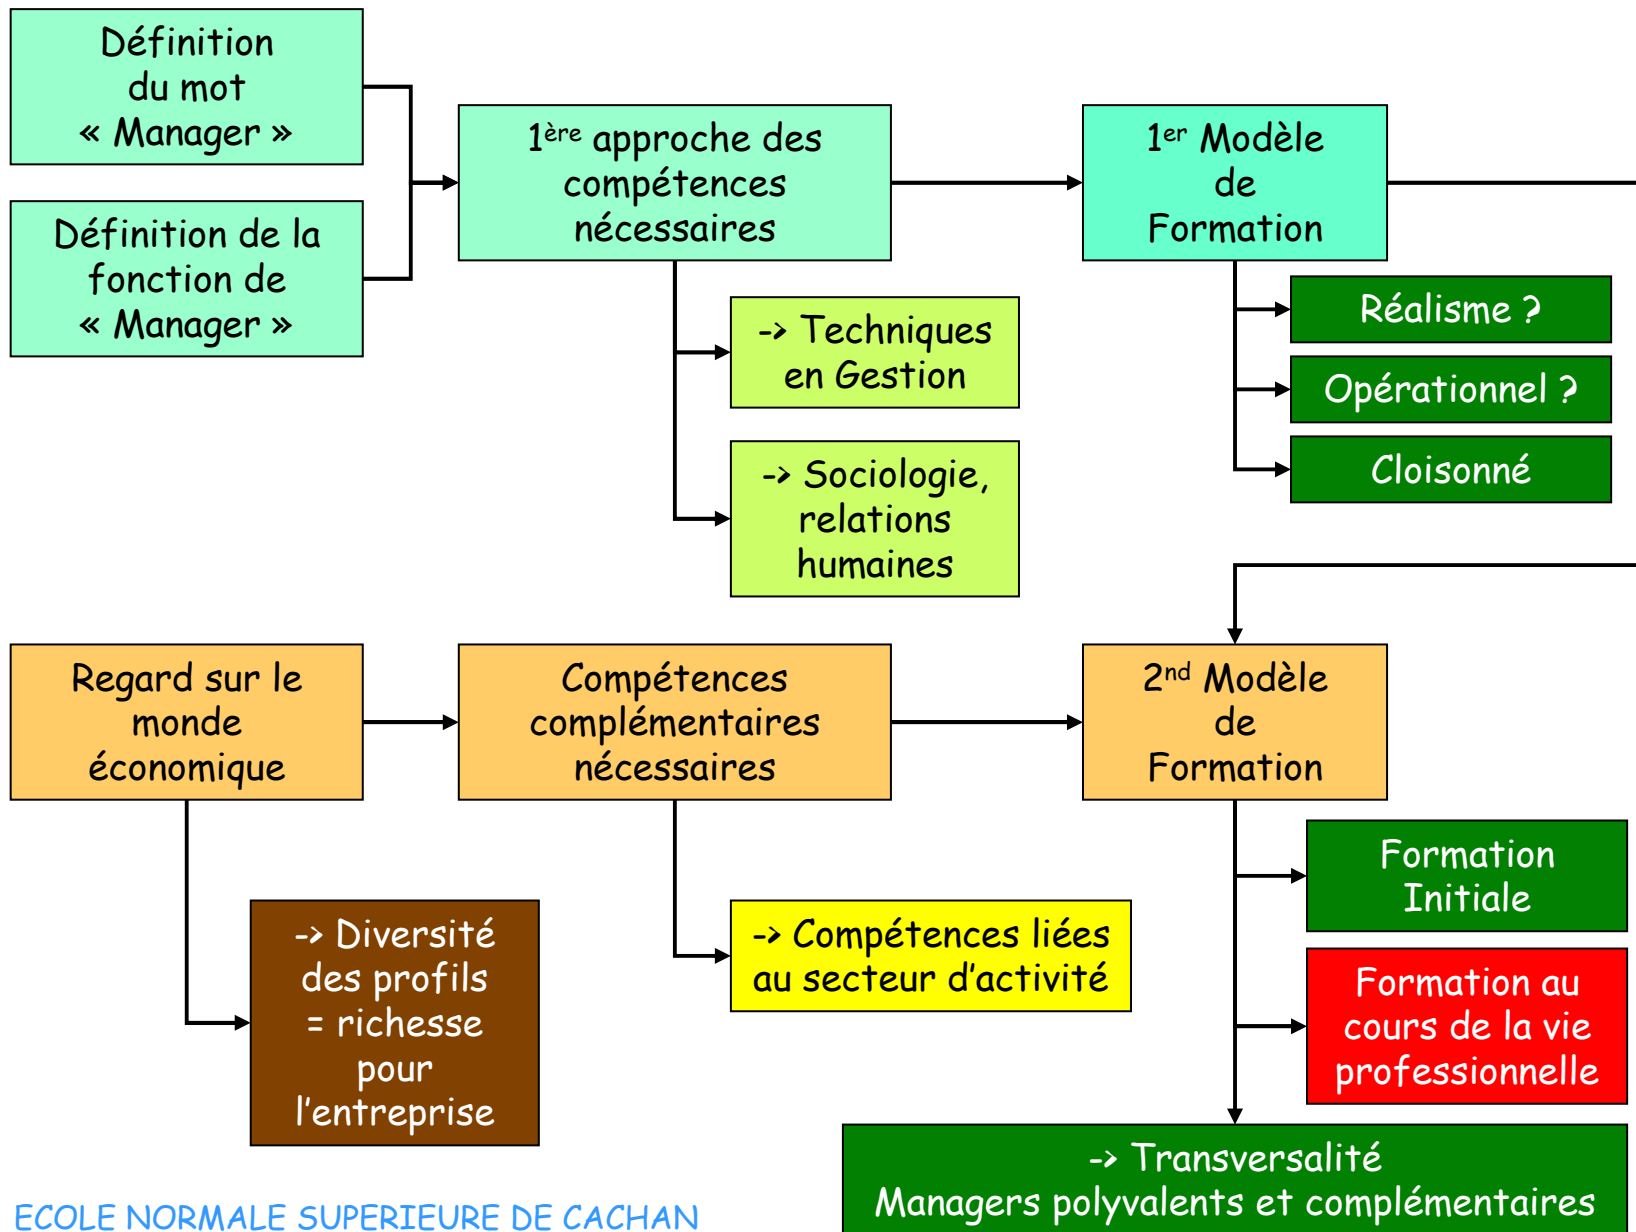 Définition
du mot
« Manager »
Définition de la
fonction de
« Manager »
1ère approche des
compétences
nécessaires
1er Modèle
de
Formation
-> Techniques
en Gestion
-> Sociologie,
relations
humaines
Réalisme ?
Opérationnel ?
Cloisonné
Regard sur le
monde
économique
Compétences
complémentaires
nécessaires
2nd Modèle
de
Formation
-> Diversité
des profils
= richesse
pour
l'entreprise
-> Compétences liées
au secteur d'activité
Formation
Initiale
Formation au
cours de la vie
professionnelle
-> Transversalité
Managers polyvalents et complémentaires
ECOLE NORMALE SUPERIEURE DE CACHAN